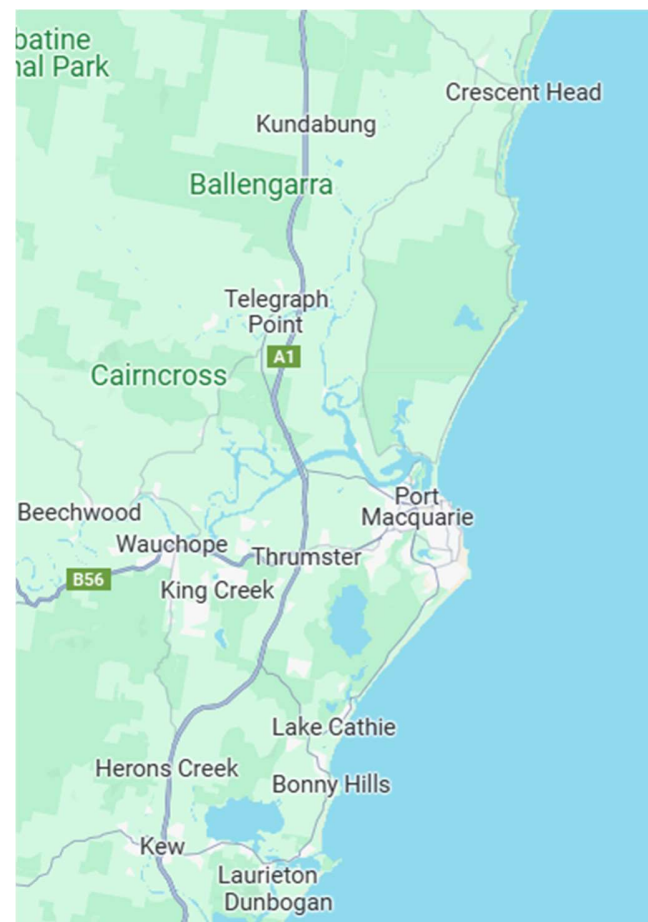 batine
nal Park
Crescent Head
Kundabung
Ballengarra
Telegraph
Point
A1
Cairncross
Port
Macquarie
Beechwood
Wauchope
Thrumster
B56
King Creek
Lake Cathie
Herons Creek
Bonny Hills
Kew
Laurieton
Dunbogan